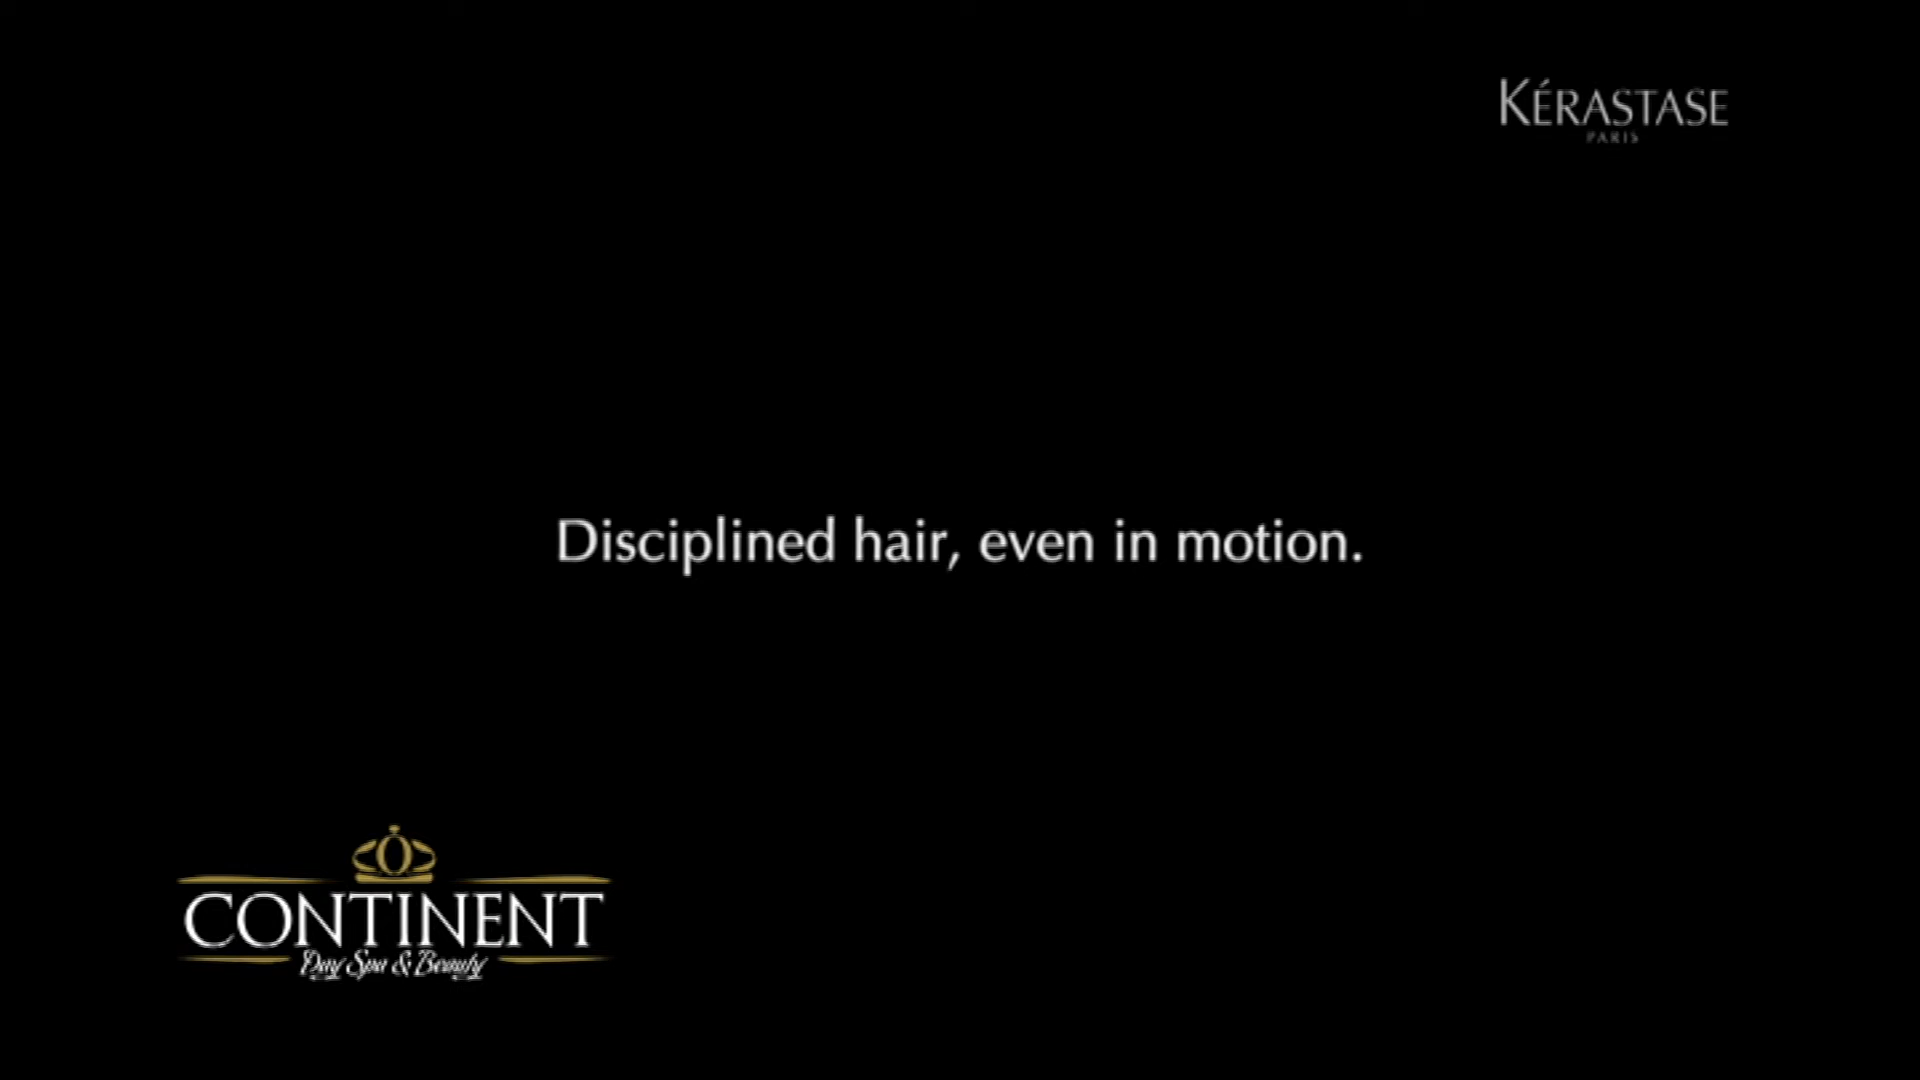 KÉRASTASE
PARIS
Disciplined hair, even in motion.
CONTINENT
Day Spa & Beauty